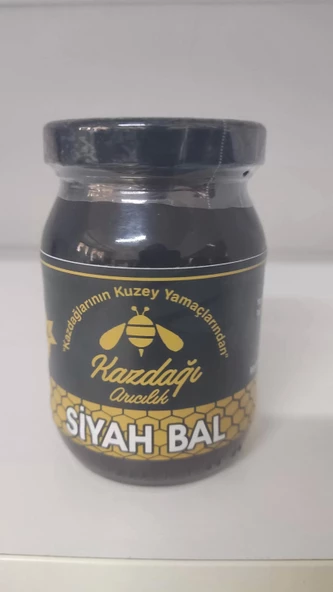 "Kazdağlarının Kuzey Yamaçlarından"
Kazdağı
arıcılık
SİYAH BAL